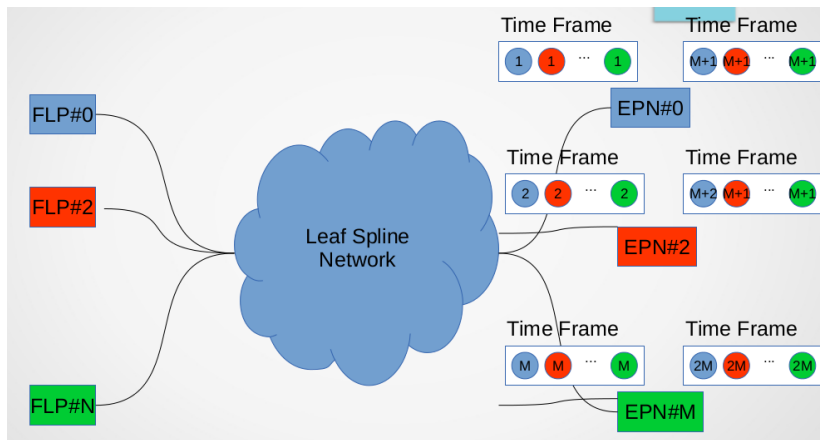 Time Frame
Time Frame
1 1 ... 1
M+1 M+1 ... M+1
FLP#0
EPN#0
Time Frame
Time Frame
2 2 ... 2
M+2 M+1 ... M+1
FLP#2
Leaf Spline
Network
EPN#2
Time Frame
Time Frame
M M ... M
2M 2M ... 2M
FLP#N
EPN#M